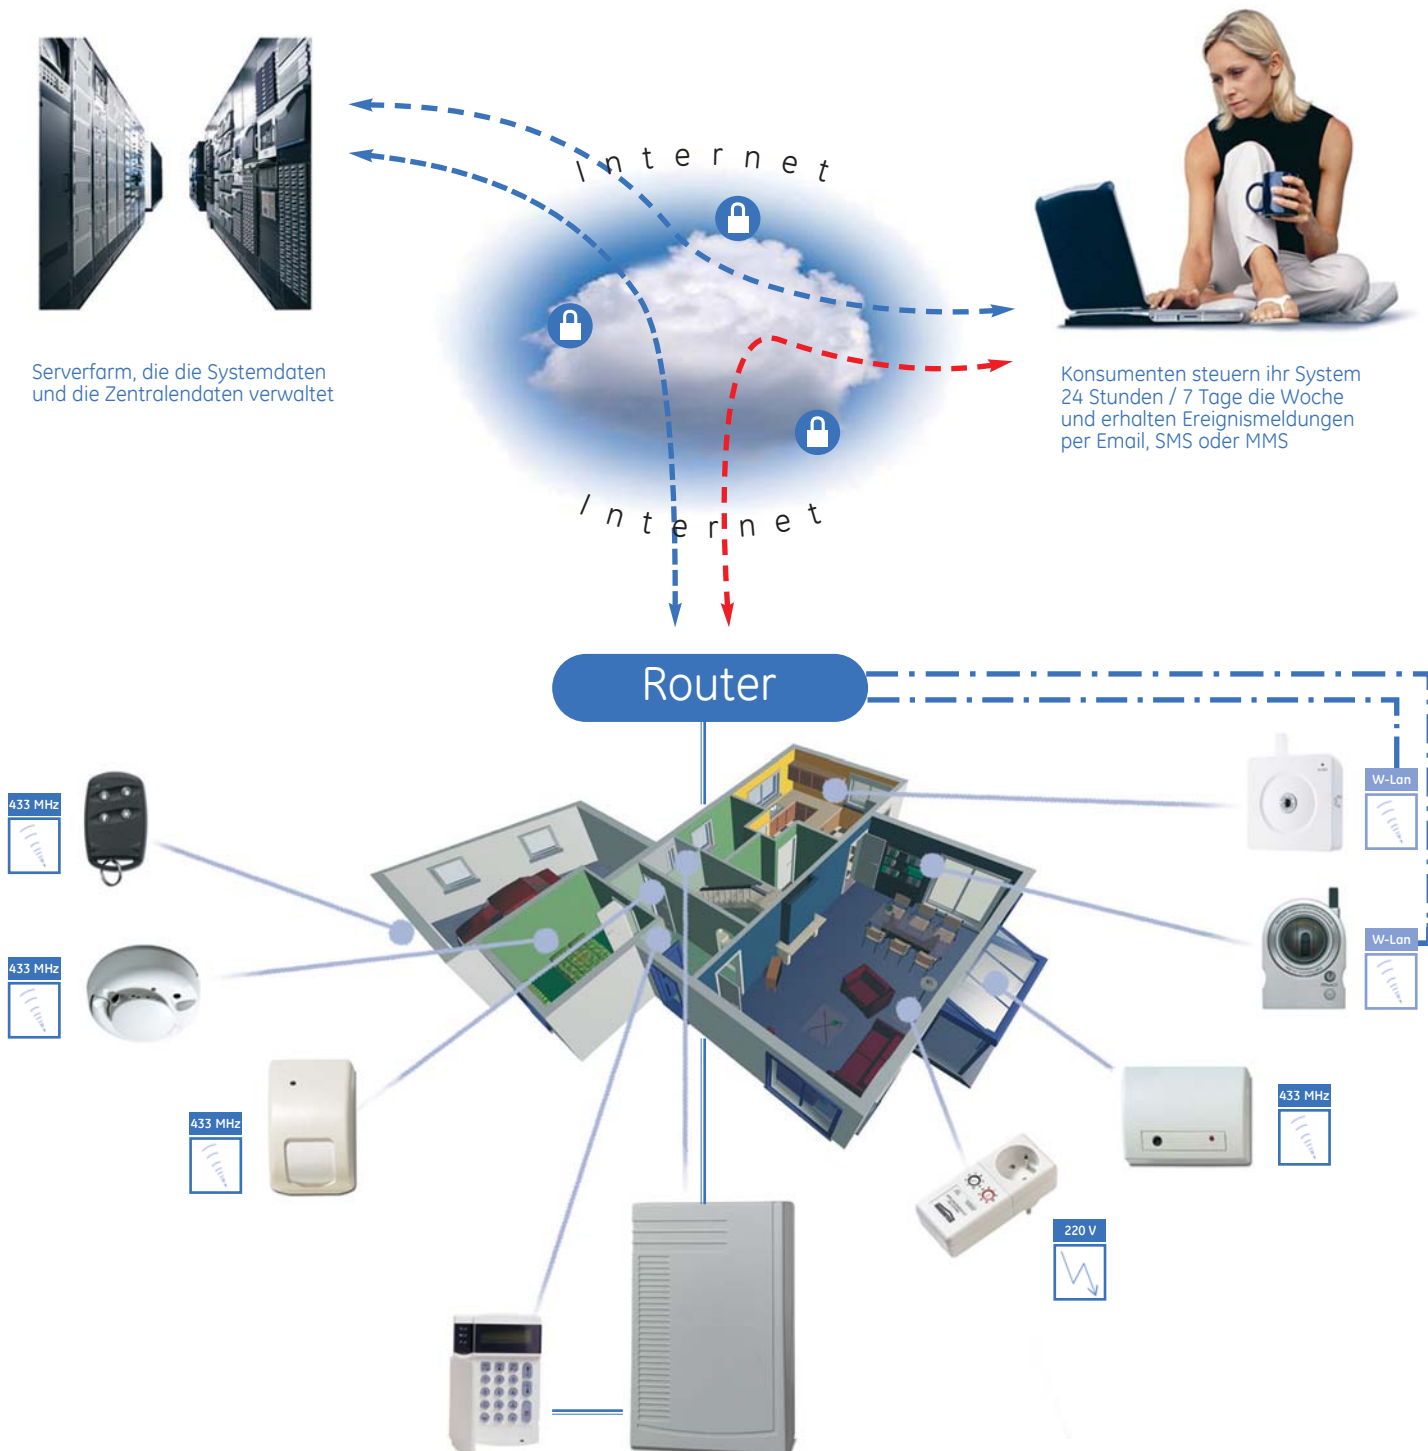 Internet
Serverfarm, die die Systemdaten
und die Zentralendaten verwaltet
Konsumenten steuern ihr System
24 Stunden / 7 Tage die Woche
und erhalten Ereignismeldungen
per Email, SMS oder MMS
Internet
Router
433 MHz
W-Lan
433 MHz
W-Lan
433 MHz
433 MHz
220 V